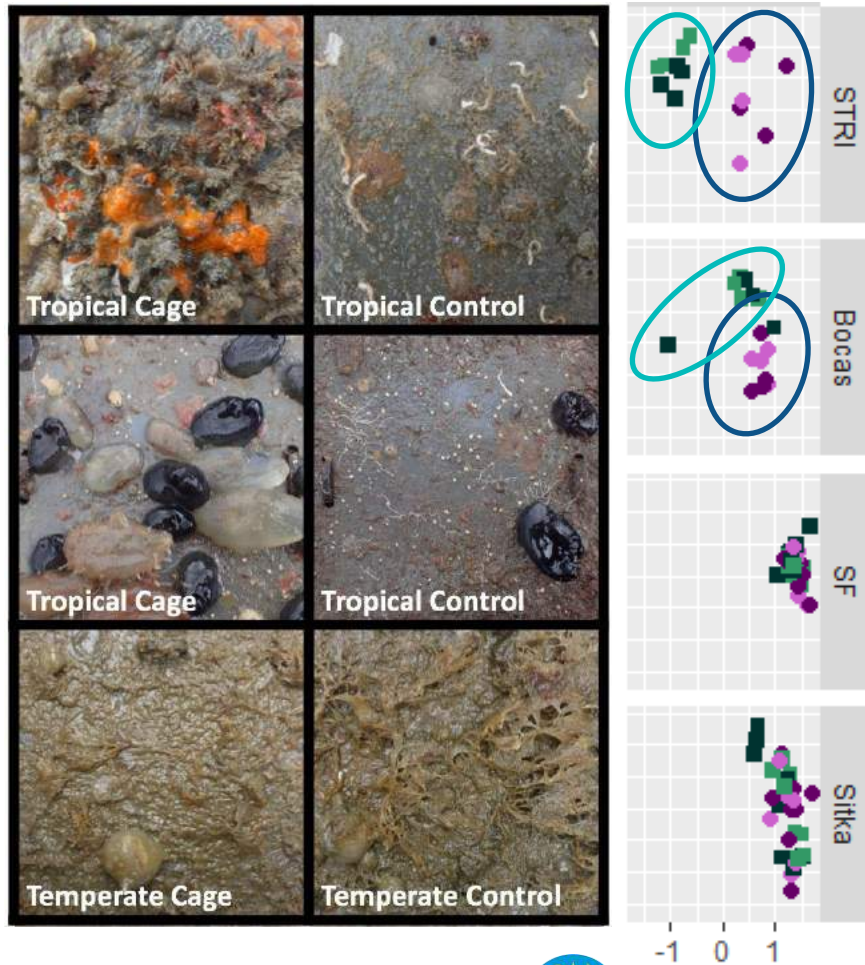 Tropical Cage
Tropical Control
Tropical Cage
Tropical Control
Temperate Cage
Temperate Control
STRI
Bocas
SF
Sitka
-1 0 1